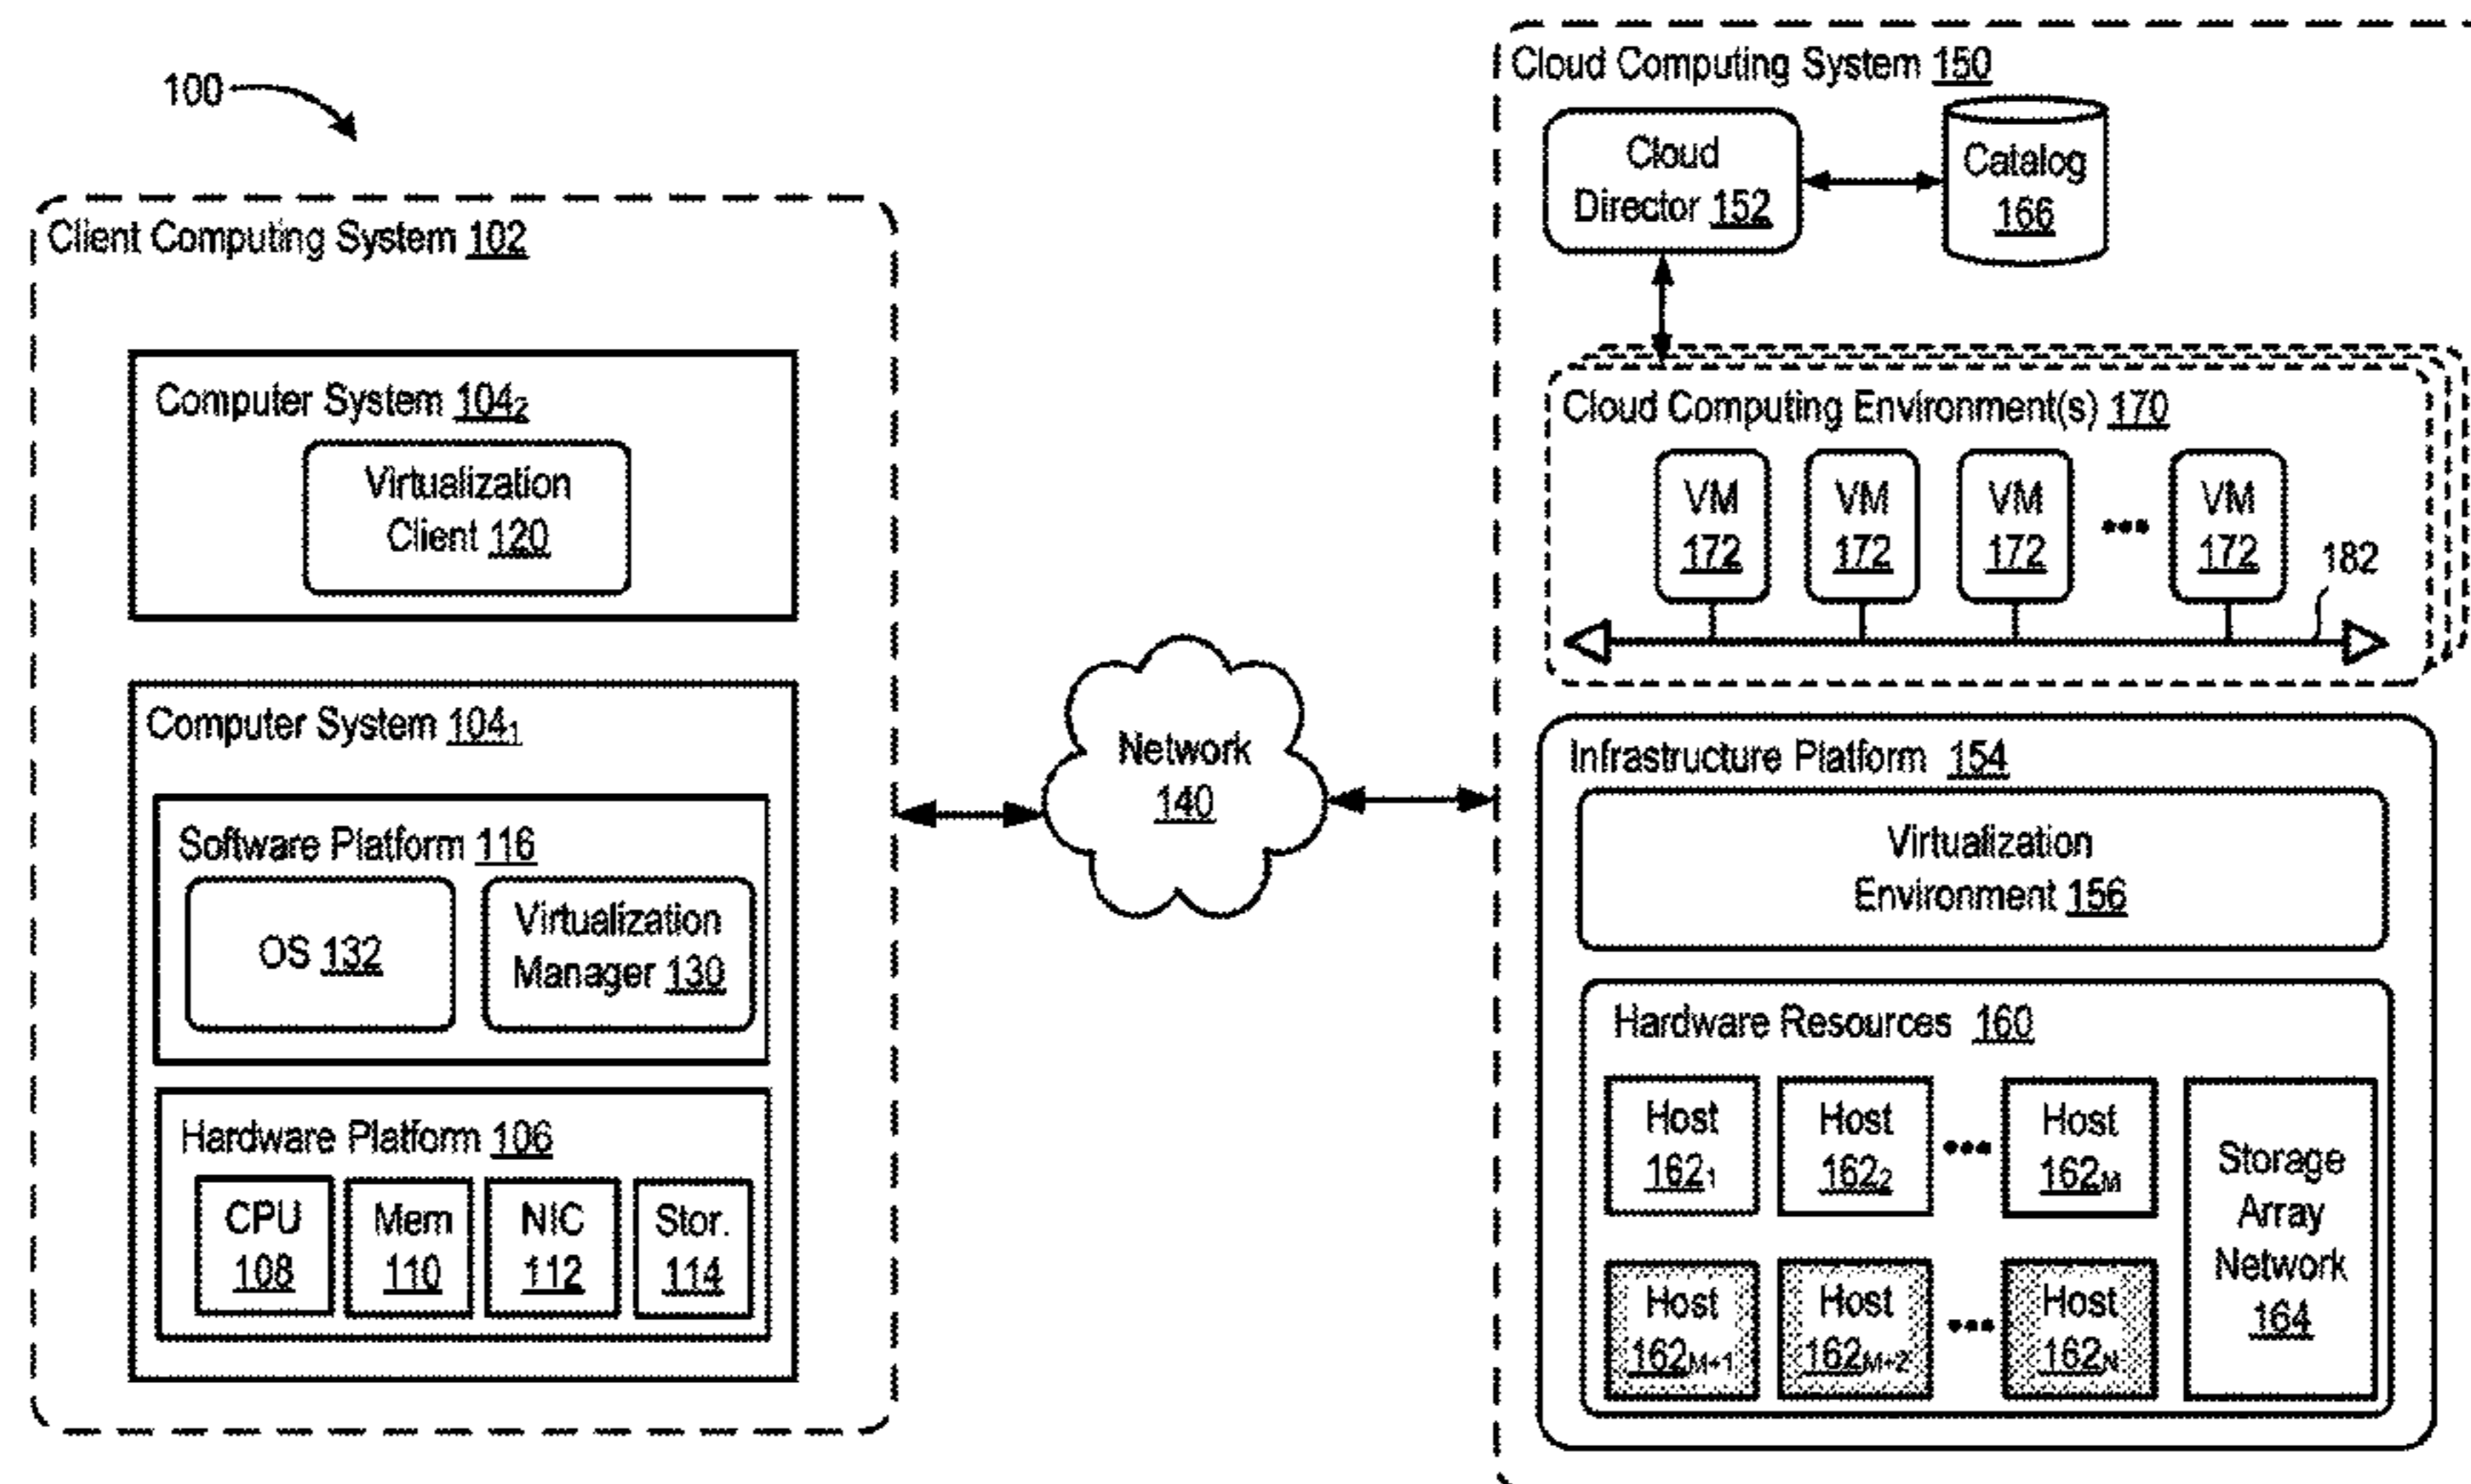 100
Client Computing System 102
Computer System 104₂
Virtualization
Client 120
Computer System 104₁
Software Platform 116
OS 132
Virtualization
Manager 130
Hardware Platform 106
CPU
108
Mem
110
NIC
112
Stor.
114
Network
140
Cloud Computing System 150
Cloud
Director 152
Catalog
166
Cloud Computing Environment(s) 170
VM
172
VM
172
VM
172
•••
VM
172
182
Infrastructure Platform 154
Virtualization
Environment 156
Hardware Resources 160
Host
162₁
Host
162₂
•••
Host
162M
Host
162M+1
Host
162M+2
•••
Host
162N
Storage
Array
Network
164